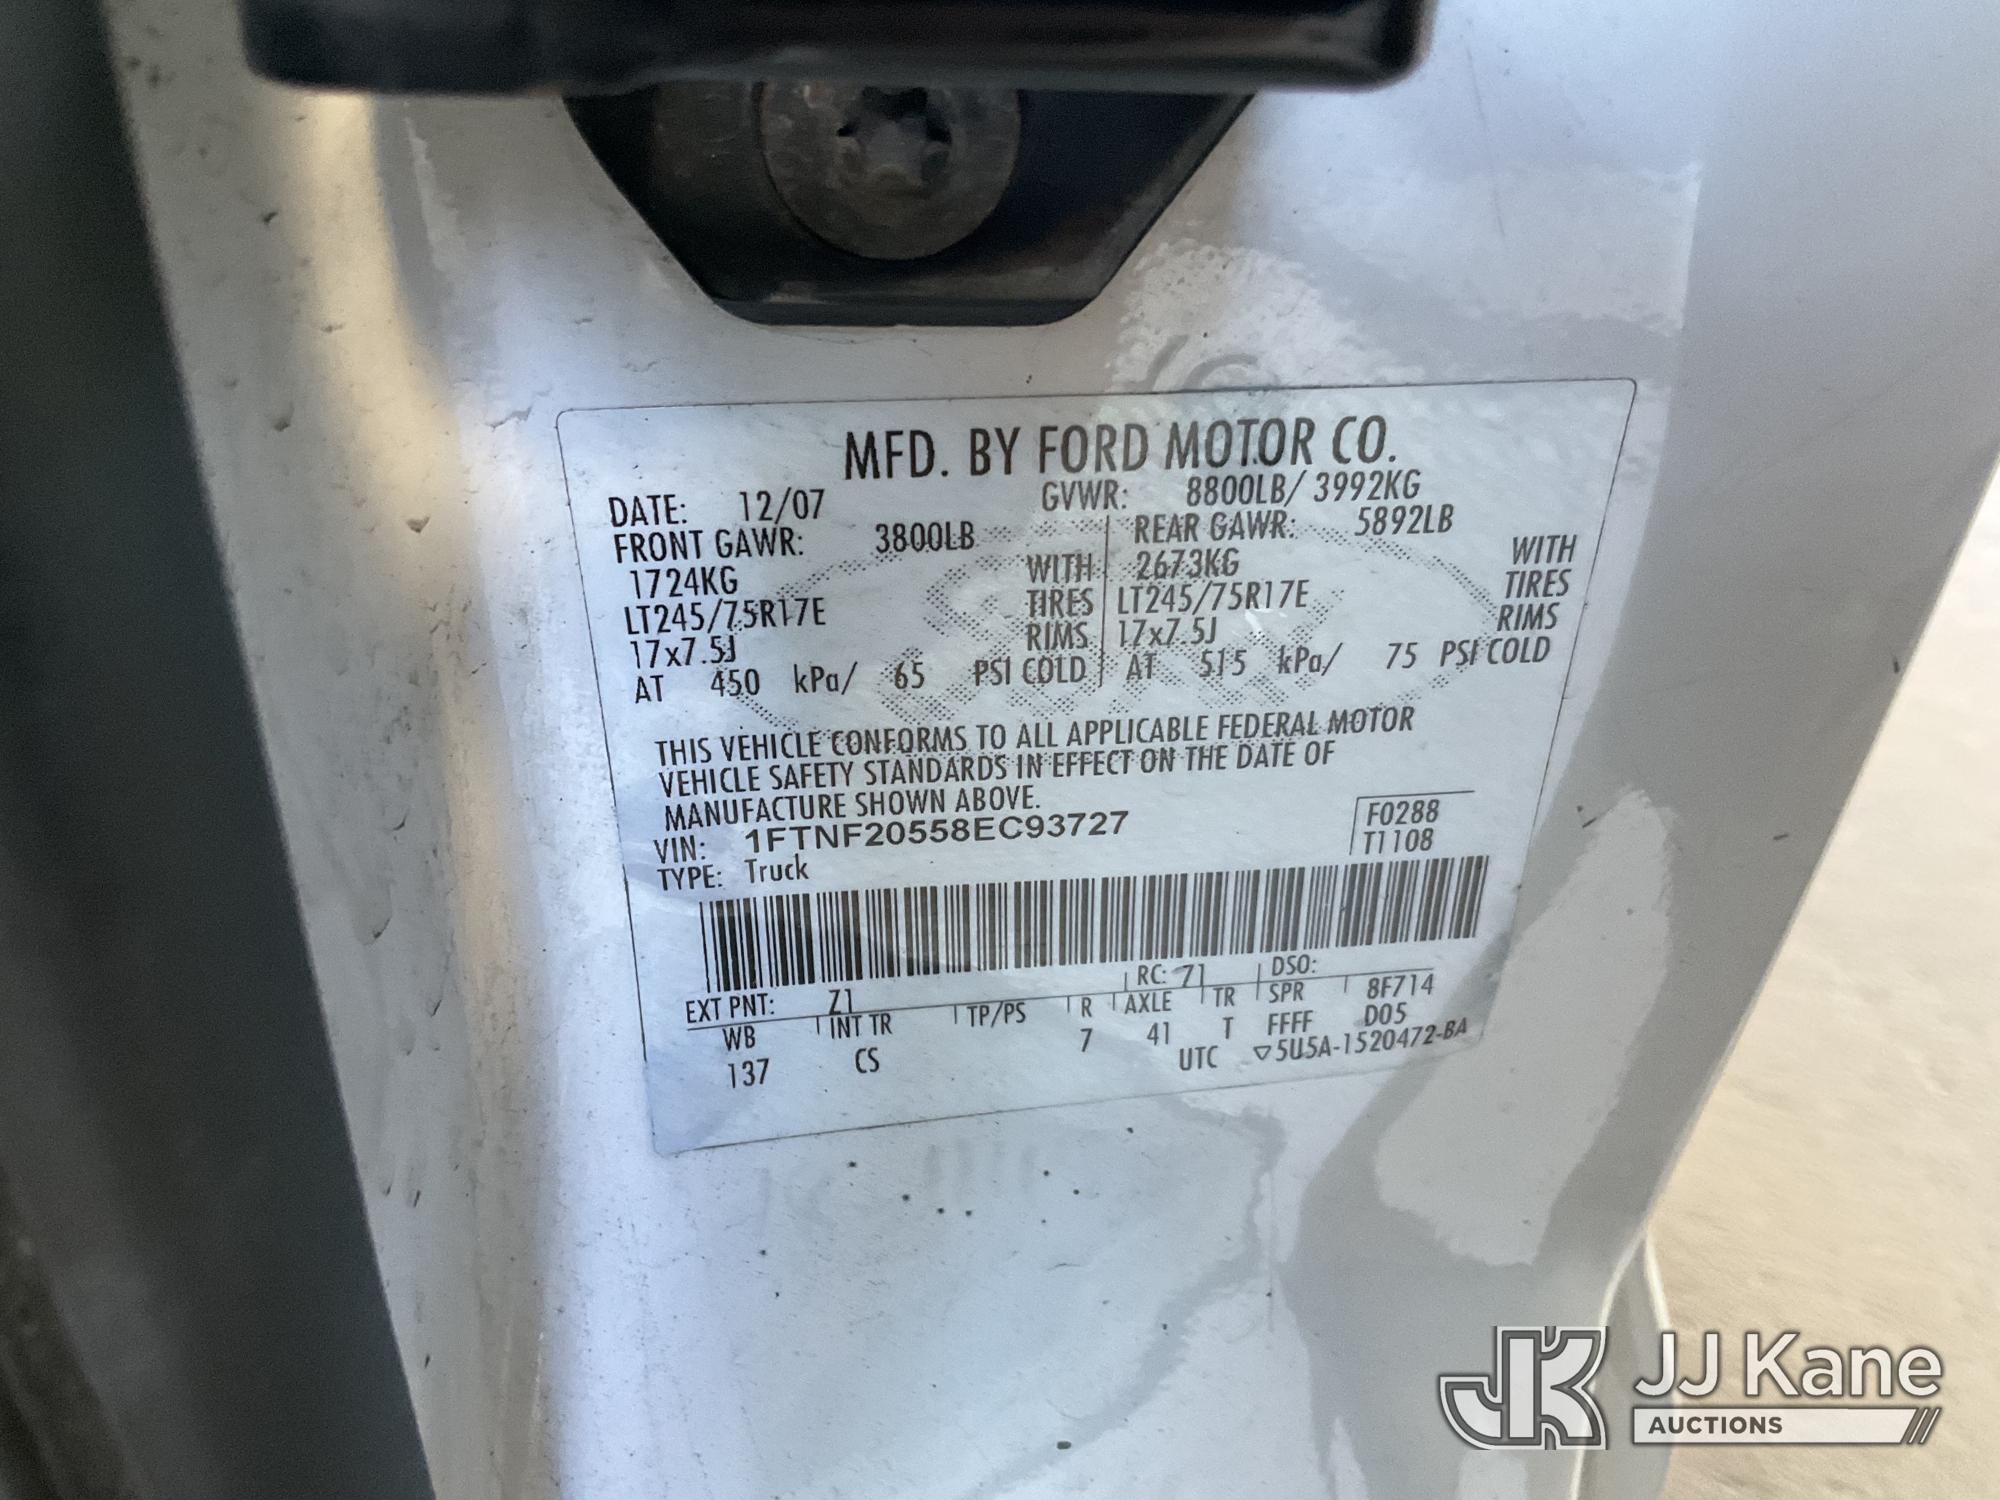 MFD. BY FORD MOTOR CO.
DATE: 12/07 GVWR: 8800LB/ 3992KG
FRONT GAWR: 3800LB REAR GAWR: 5892LB
1724KG WITH 2673KG WITH
LT245/75R17E TIRES LT245/75R17E TIRES
17x7.5J RIMS 17x7.5J RIMS
AT 450 kPa/ 65 PSI COLD AT 515 kPa/ 75 PSI COLD
THIS VEHICLE CONFORMS TO ALL APPLICABLE FEDERAL MOTOR
VEHICLE SAFETY STANDARDS IN EFFECT ON THE DATE OF
MANUFACTURE SHOWN ABOVE.
VIN: 1FTNF20558EC93727 F0288
TYPE: Truck T1108
EXT PNT: Z1 RC: 71 DSO:
WB INT TR TP/PS R AXLE TR SPR 8F714
137 CS 7 41 T FFFF D05
UTC ▽5U5A-1520472-BA
JK JJ Kane
AUCTIONS